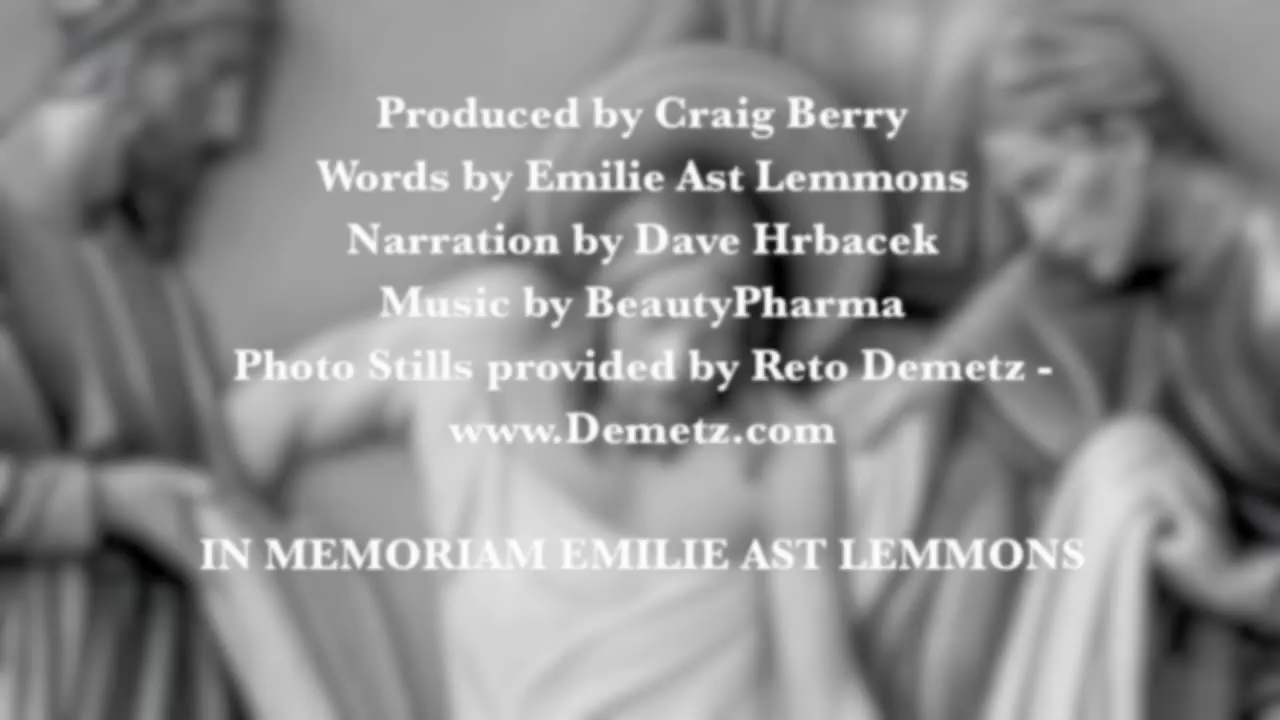 Produced by Craig Berry
Words by Emilie Ast Lemmons
Narration by Dave Hrbacek
Music by BeautyPharma
Photo Stills provided by Reto Demetz -
www.Demetz.com
IN MEMORIAM EMILIE AST LEMMONS